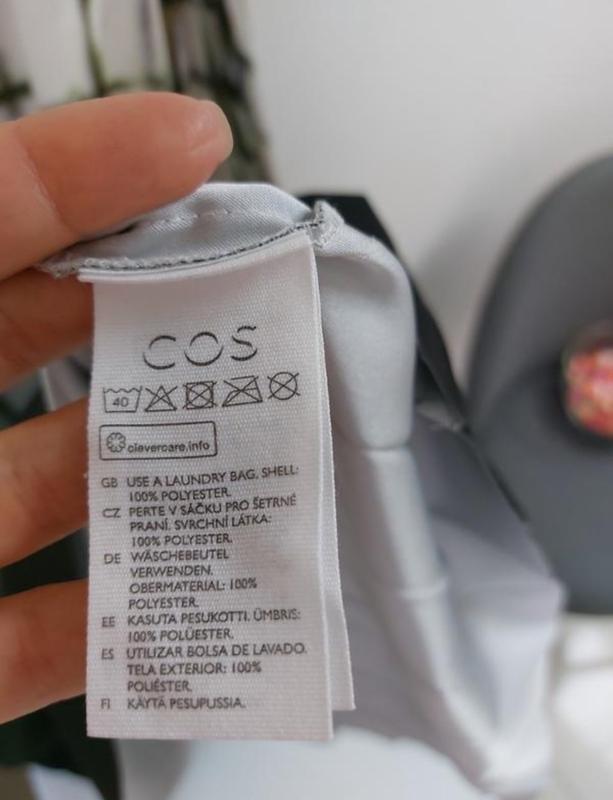 COS
40
clevercare.info
GB USE A LAUNDRY BAG. SHELL:
100% POLYESTER.
CZ PERTE V SÁČKU PRO ŠETRNÉ
PRANÍ. SVRCHNÍ LÁTKA:
100% POLYESTER.
DE WÄSCHEBEUTEL
VERWENDEN.
OBERMATERIAL: 100%
POLYESTER.
EE KASUTA PESUKOTTI. ÜMBRIS:
100% POLÜESTER.
ES UTILIZAR BOLSA DE LAVADO.
TELA EXTERIOR: 100%
POLIÉSTER.
FI KÄYTÄ PESUPUSSIA.